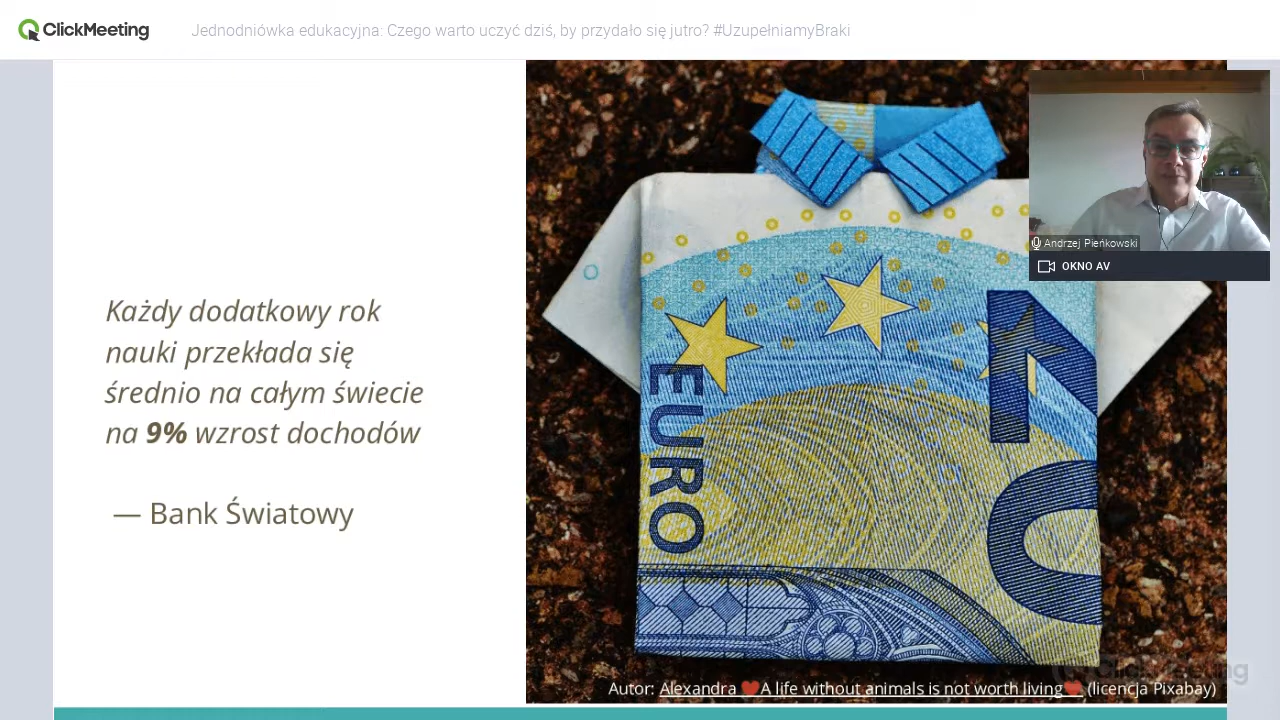 ClickMeeting
Jednodniówka edukacyjna: Czego warto uczyć dziś, by przydało się jutro? #UzupełniamyBraki
Każdy dodatkowy rok
nauki przekłada się
średnio na całym świecie
na 9% wzrost dochodów
— Bank Światowy
EURO
10
Andrzej Pieńkowski
OKNO AV
ClickMeeting
Autor: Alexandra ❤️A life without animals is not worth living❤️ (licencja Pixabay)